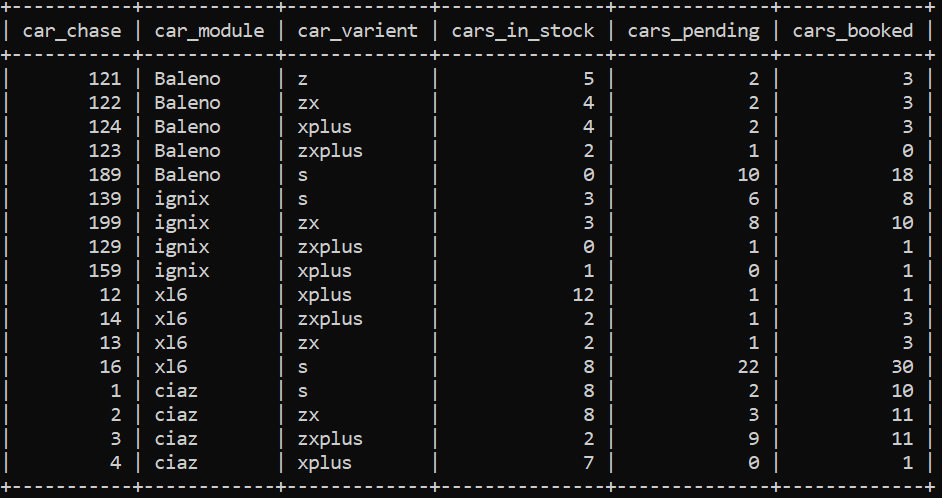 +-----------+------------+-------------+---------------+--------------+-------------+
| car_chase | car_module | car_varient | cars_in_stock | cars_pending | cars_booked |
+-----------+------------+-------------+---------------+--------------+-------------+
|       121 | Baleno     | z           |             5 |            2 |           3 |
|       122 | Baleno     | zx          |             4 |            2 |           3 |
|       124 | Baleno     | xplus       |             4 |            2 |           3 |
|       123 | Baleno     | zxplus      |             2 |            1 |           0 |
|       189 | Baleno     | s           |             0 |           10 |          18 |
|       139 | ignix      | s           |             3 |            6 |           8 |
|       199 | ignix      | zx          |             3 |            8 |          10 |
|       129 | ignix      | zxplus      |             0 |            1 |           1 |
|       159 | ignix      | xplus       |             1 |            0 |           1 |
|        12 | xl6        | xplus       |            12 |            1 |           1 |
|        14 | xl6        | zxplus      |             2 |            1 |           3 |
|        13 | xl6        | zx          |             2 |            1 |           3 |
|        16 | xl6        | s           |             8 |           22 |          30 |
|         1 | ciaz       | s           |             8 |            2 |          10 |
|         2 | ciaz       | zx          |             8 |            3 |          11 |
|         3 | ciaz       | zxplus      |             2 |            9 |          11 |
|         4 | ciaz       | xplus       |             7 |            0 |           1 |
+-----------+------------+-------------+---------------+--------------+-------------+